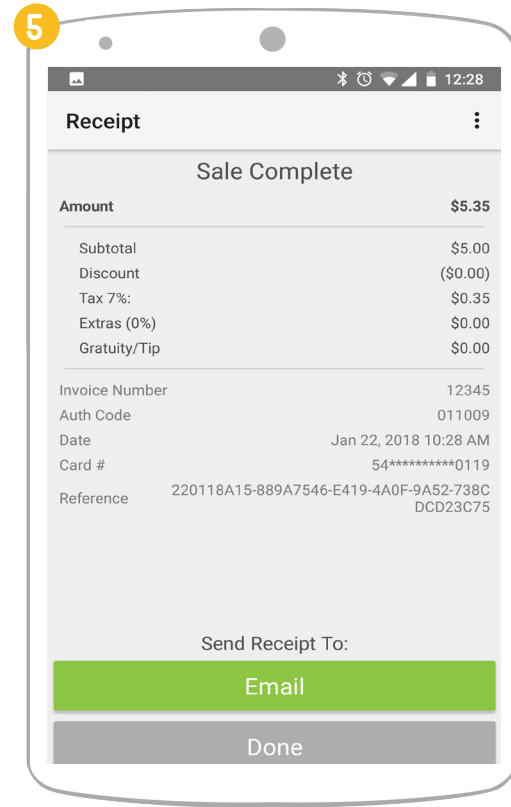 5
12:28
Receipt
Sale Complete
Amount $5.35
Subtotal $5.00
Discount ($0.00)
Tax 7%: $0.35
Extras (0%) $0.00
Gratuity/Tip $0.00
Invoice Number 12345
Auth Code 011009
Date Jan 22, 2018 10:28 AM
Card # 54**********0119
Reference 220118A15-889A7546-E419-4A0F-9A52-738C
DCD23C75
Send Receipt To:
Email
Done